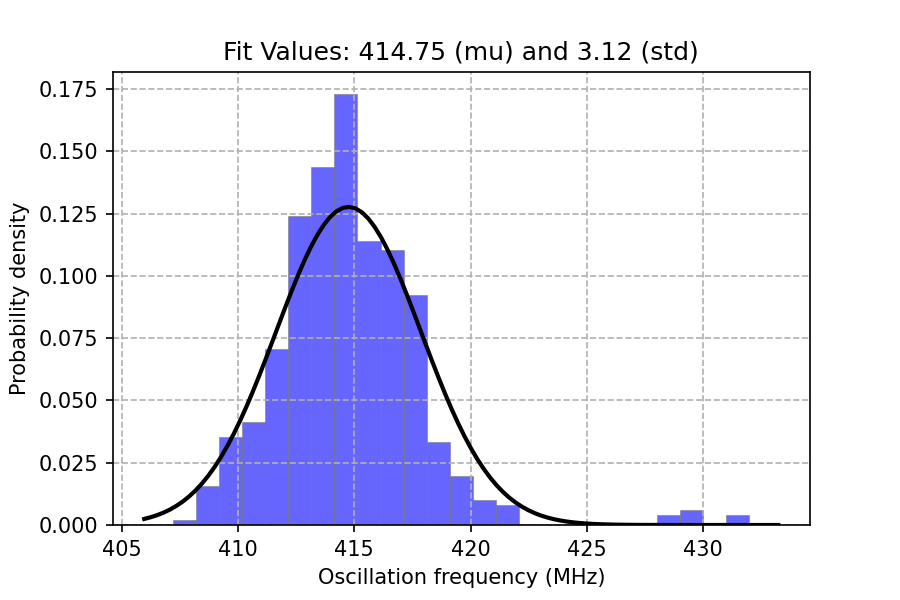 Fit Values: 414.75 (mu) and 3.12 (std)
Probability density
0.175
0.150
0.125
0.100
0.075
0.050
0.025
0.000
405 410 415 420 425 430
Oscillation frequency (MHz)